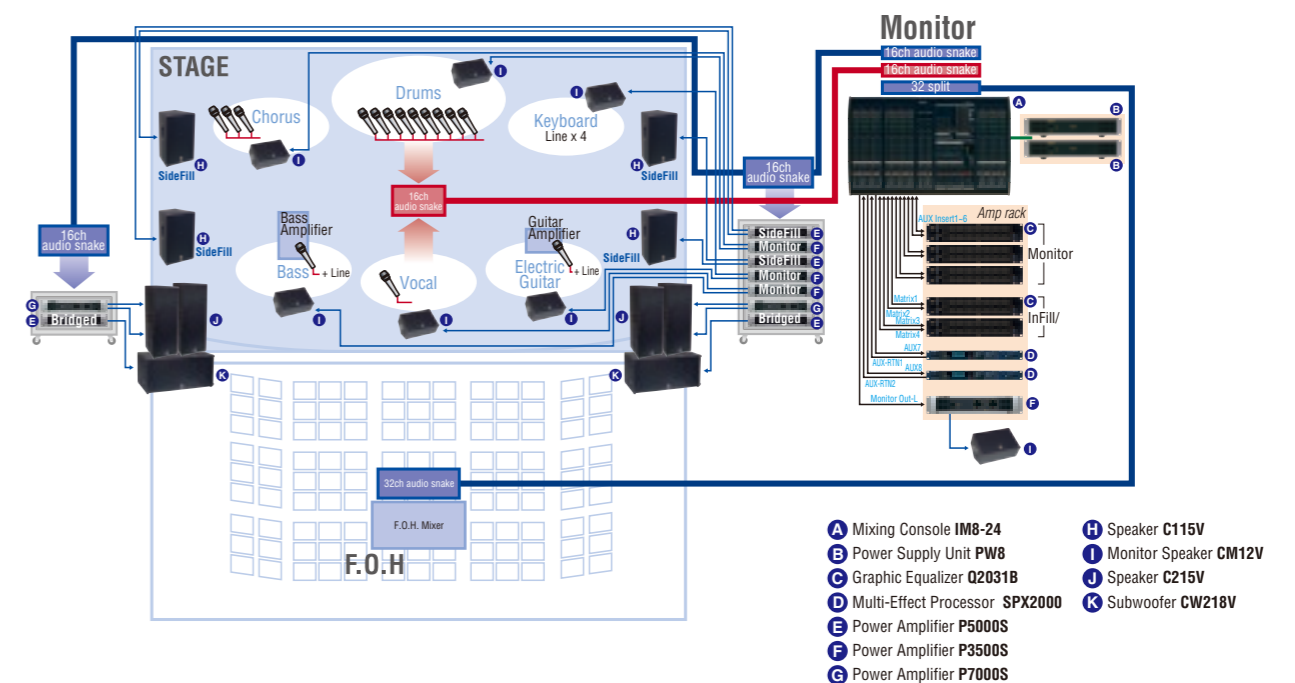 Monitor
16ch audio snake
16ch audio snake
32 split
A
B
B
STAGE
Chorus
Drums
Keyboard
Line x 4
I
I
I
H
SideFill
H
SideFill
16ch
audio snake
16ch
audio snake
16ch
audio snake
Bass
Amplifier
Bass
+ Line
Vocal
Guitar
Amplifier
Electric
Guitar
+ Line
H
SideFill
H
SideFill
I
I
I
SideFill E
Monitor F
SideFill E
Monitor F
Monitor F
G
Bridged E
G
E Bridged
J
K
J
K
Amp rack
AUX Insert1~6
C
Monitor
Matrix1
Matrix2
Matrix3
Matrix4
C
InFill/
AUX7
AUX-RTN1
AUX8
AUX-RTN2
D
D
Monitor Out-L
F
I
32ch audio snake
F.O.H. Mixer
F.O.H
A Mixing Console IM8-24
B Power Supply Unit PW8
C Graphic Equalizer Q2031B
D Multi-Effect Processor SPX2000
E Power Amplifier P5000S
F Power Amplifier P3500S
G Power Amplifier P7000S
H Speaker C115V
I Monitor Speaker CM12V
J Speaker C215V
K Subwoofer CW218V